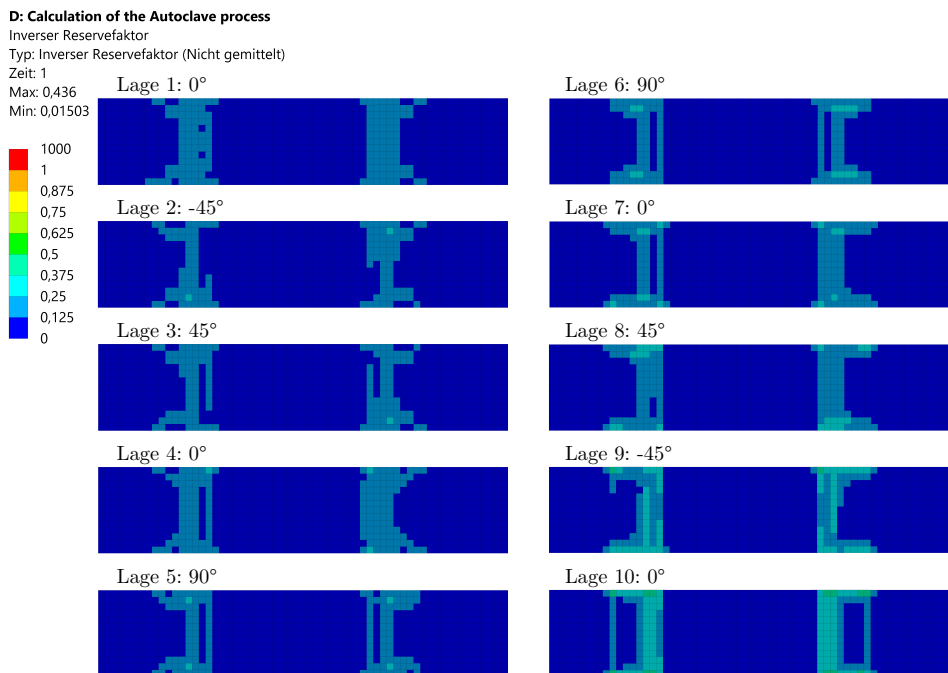 D: Calculation of the Autoclave process
Inverser Reservefaktor
Typ: Inverser Reservefaktor (Nicht gemittelt)
Zeit: 1
Max: 0,436
Min: 0,01503
1000
1
0,875
0,75
0,625
0,5
0,375
0,25
0,125
0
Lage 1: 0°
Lage 2: -45°
Lage 3: 45°
Lage 4: 0°
Lage 5: 90°
Lage 6: 90°
Lage 7: 0°
Lage 8: 45°
Lage 9: -45°
Lage 10: 0°